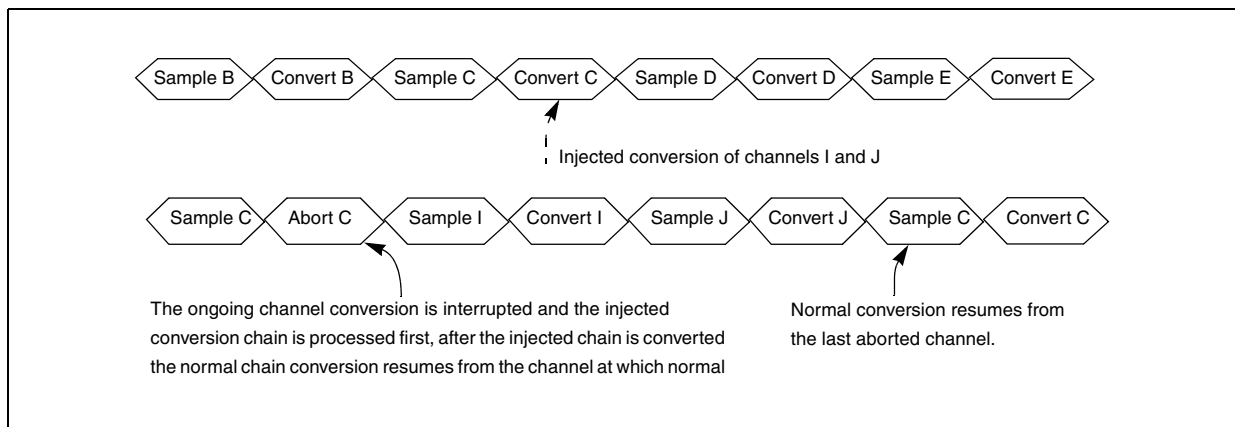 Sample B Convert B Sample C Convert C Sample D Convert D Sample E Convert E
Injected conversion of channels I and J
Sample C Abort C Sample I Convert I Sample J Convert J Sample C Convert C
The ongoing channel conversion is interrupted and the injected
conversion chain is processed first, after the injected chain is converted
the normal chain conversion resumes from the channel at which normal
Normal conversion resumes from
the last aborted channel.